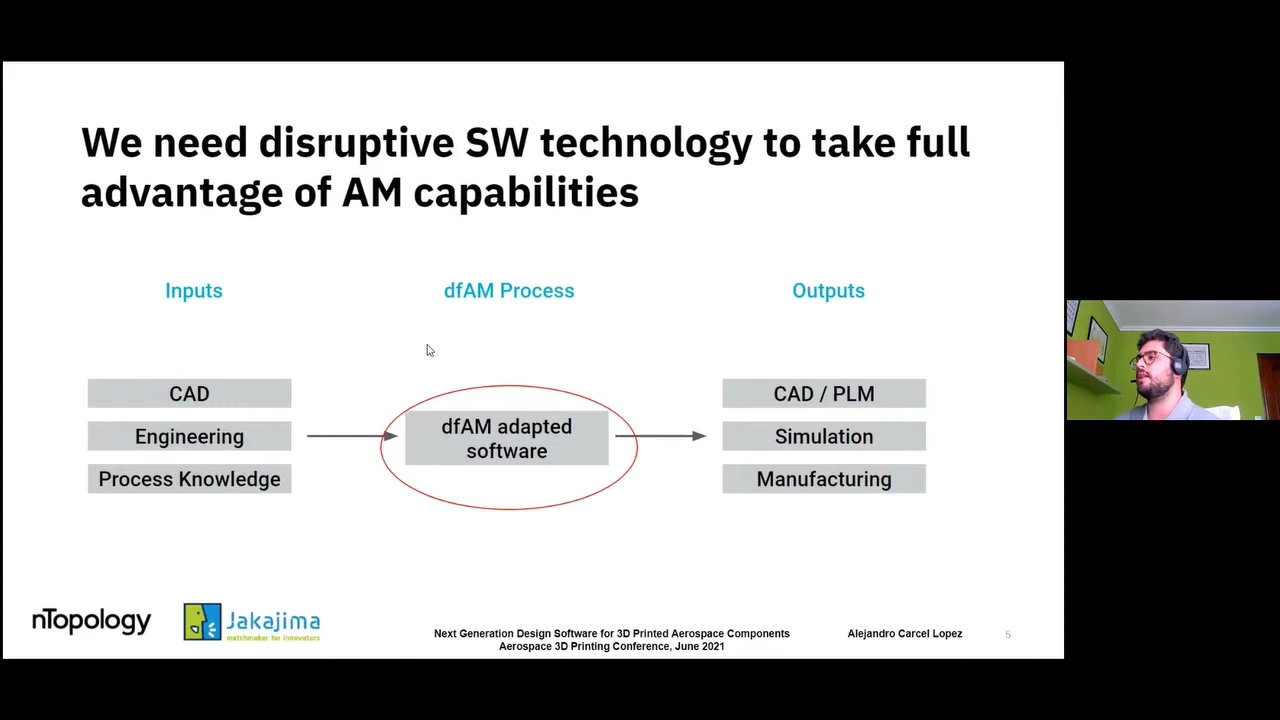 We need disruptive SW technology to take full
advantage of AM capabilities
Inputs
dfAM Process
Outputs
CAD
Engineering
Process Knowledge
dfAM adapted
software
CAD / PLM
Simulation
Manufacturing
nTopology
Jakajima
matchmaker for innovators
Next Generation Design Software for 3D Printed Aerospace Components
Aerospace 3D Printing Conference, June 2021
Alejandro Carcel Lopez
5